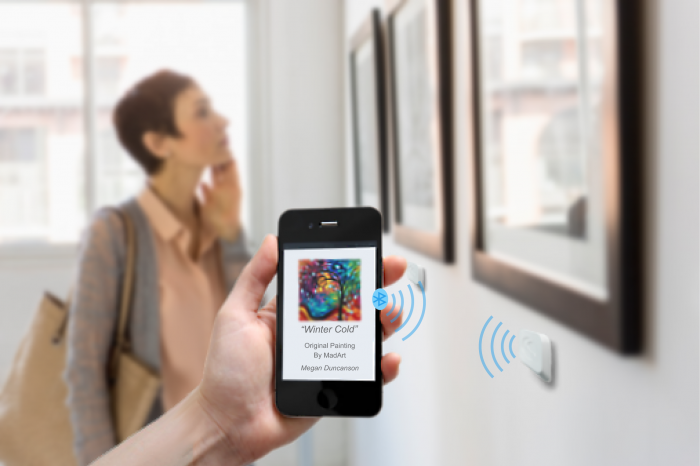 “Winter Cold”
Original Painting
By MadArt
Megan Duncanson